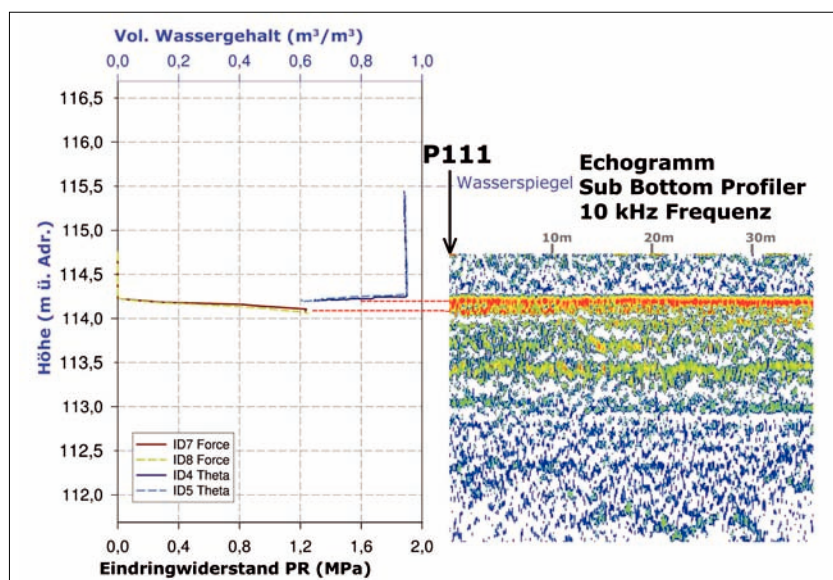 Vol. Wassergehalt (m³/m³)
0,0 0,2 0,4 0,6 0,8 1,0
116,5
116,0
115,5
115,0
114,5
114,0
113,5
113,0
112,5
112,0
Höhe (m ü. Adr.)
ID7 Force
ID8 Force
ID4 Theta
ID5 Theta
0,0 0,4 0,8 1,2 1,6 2,0
Eindringwiderstand PR (MPa)
P111
Wasserspiegel
Echogramm
Sub Bottom Profiler
10 kHz Frequenz
10m 20m 30m